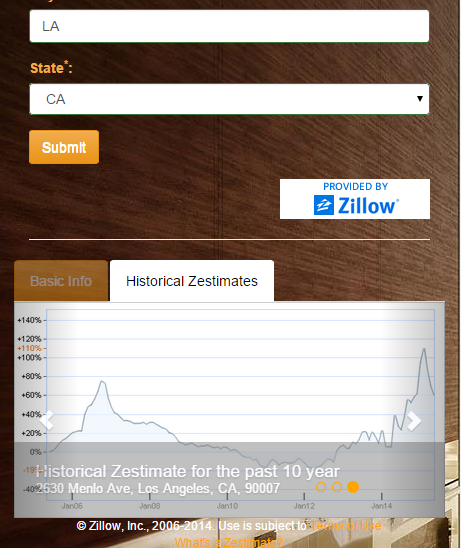 LA
State*:
CA
Submit
PROVIDED BY
Zillow
Basic Info
Historical Zestimates
+140%
+120%
+110%
+100%
+80%
+60%
+40%
+20%
0%
-40%
Historical Zestimate for the past 10 year
2630 Menlo Ave, Los Angeles, CA, 90007
Jan06 Jan08 Jan10 Jan12 Jan14
© Zillow, Inc., 2006-2014. Use is subject to Terms of Use
What's a Zestimate?